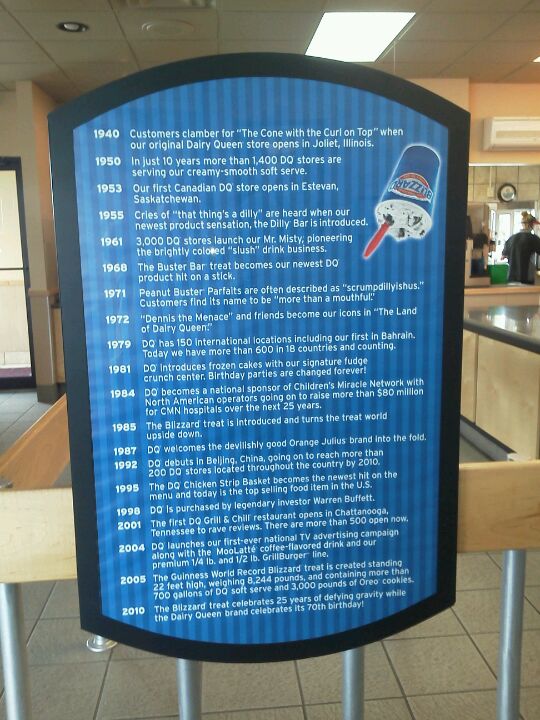 1940 Customers clamber for "The Cone with the Curl on Top" when
our original Dairy Queen store opens in Joliet, Illinois.
1950 In just 10 years more than 1,400 DQ® stores are
serving our creamy-smooth soft serve.
1953 Our first Canadian DQ® store opens in Estevan,
Saskatchewan.
1955 Cries of "that thing's a dilly" are heard when our
newest product sensation, the Dilly® Bar is introduced.
1961 3,000 DQ® stores launch our Mr. Misty, pioneering
the brightly colored "slush" drink business.
1968 The Buster Bar® treat becomes our newest DQ®
product hit on a stick.
1971 Peanut Buster® Parfaits are often described as "scrumpdillyishus."
Customers find its name to be "more than a mouthful."
1972 "Dennis the Menace" and friends become our icons in "The Land
of Dairy Queen."
1979 DQ® has 150 international locations including our first in Bahrain.
Today we have more than 600 in 18 countries and counting.
1981 DQ® introduces frozen cakes with our signature fudge
crunch center. Birthday parties are changed forever!
1984 DQ® becomes a national sponsor of Children's Miracle Network with
North American operators going on to raise more than $80 million
for CMN hospitals over the next 25 years.
1985 The Blizzard® treat is introduced and turns the treat world
upside down.
1987 DQ® welcomes the devilishly good Orange Julius® brand into the fold.
1992 DQ® debuts in Beijing, China, going on to reach more than
200 DQ® stores located throughout the country by 2010.
1995 The DQ® Chicken Strip Basket becomes the newest hit on the
menu and today is the top selling food item in the U.S.
1998 DQ® is purchased by legendary investor Warren Buffett.
2001 The first DQ Grill & Chill® restaurant opens in Chattanooga,
Tennessee to rave reviews. There are more than 500 open now.
2004 DQ® launches our first-ever national TV advertising campaign
along with the MooLatté® coffee-flavored drink and our
premium 1/4 lb. and 1/2 lb. GrillBurger™ line.
2005 The Guinness World Record Blizzard® treat is created standing
22 feet high, weighing 8,244 pounds, and containing more than
700 gallons of DQ® soft serve and 3,000 pounds of Oreo® cookies.
2010 The Blizzard® treat celebrates 25 years of defying gravity while
the Dairy Queen® brand celebrates its 70th birthday!
BLIZZARD